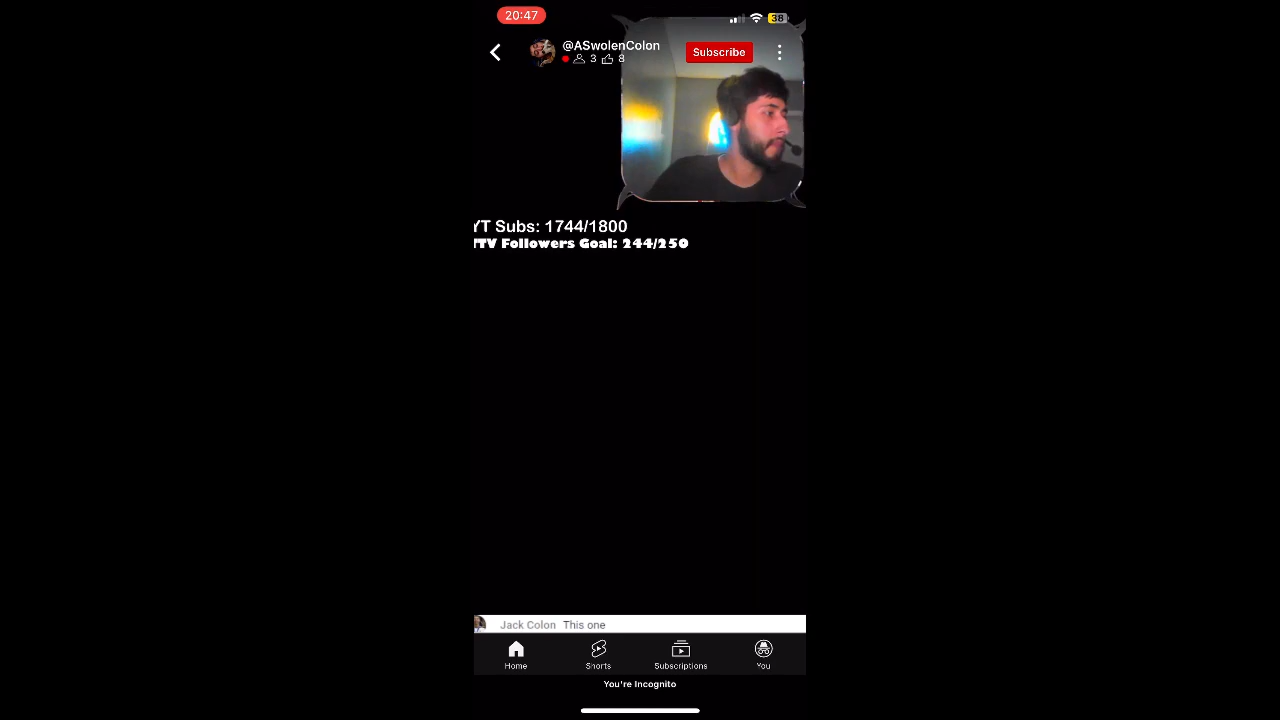 20:47
38
@ASwolenColon
3 8
Subscribe
YT Subs: 1744/1800
TTV Followers Goal: 244/250
Jack Colon This one
Home
Shorts
Subscriptions
You
You're Incognito